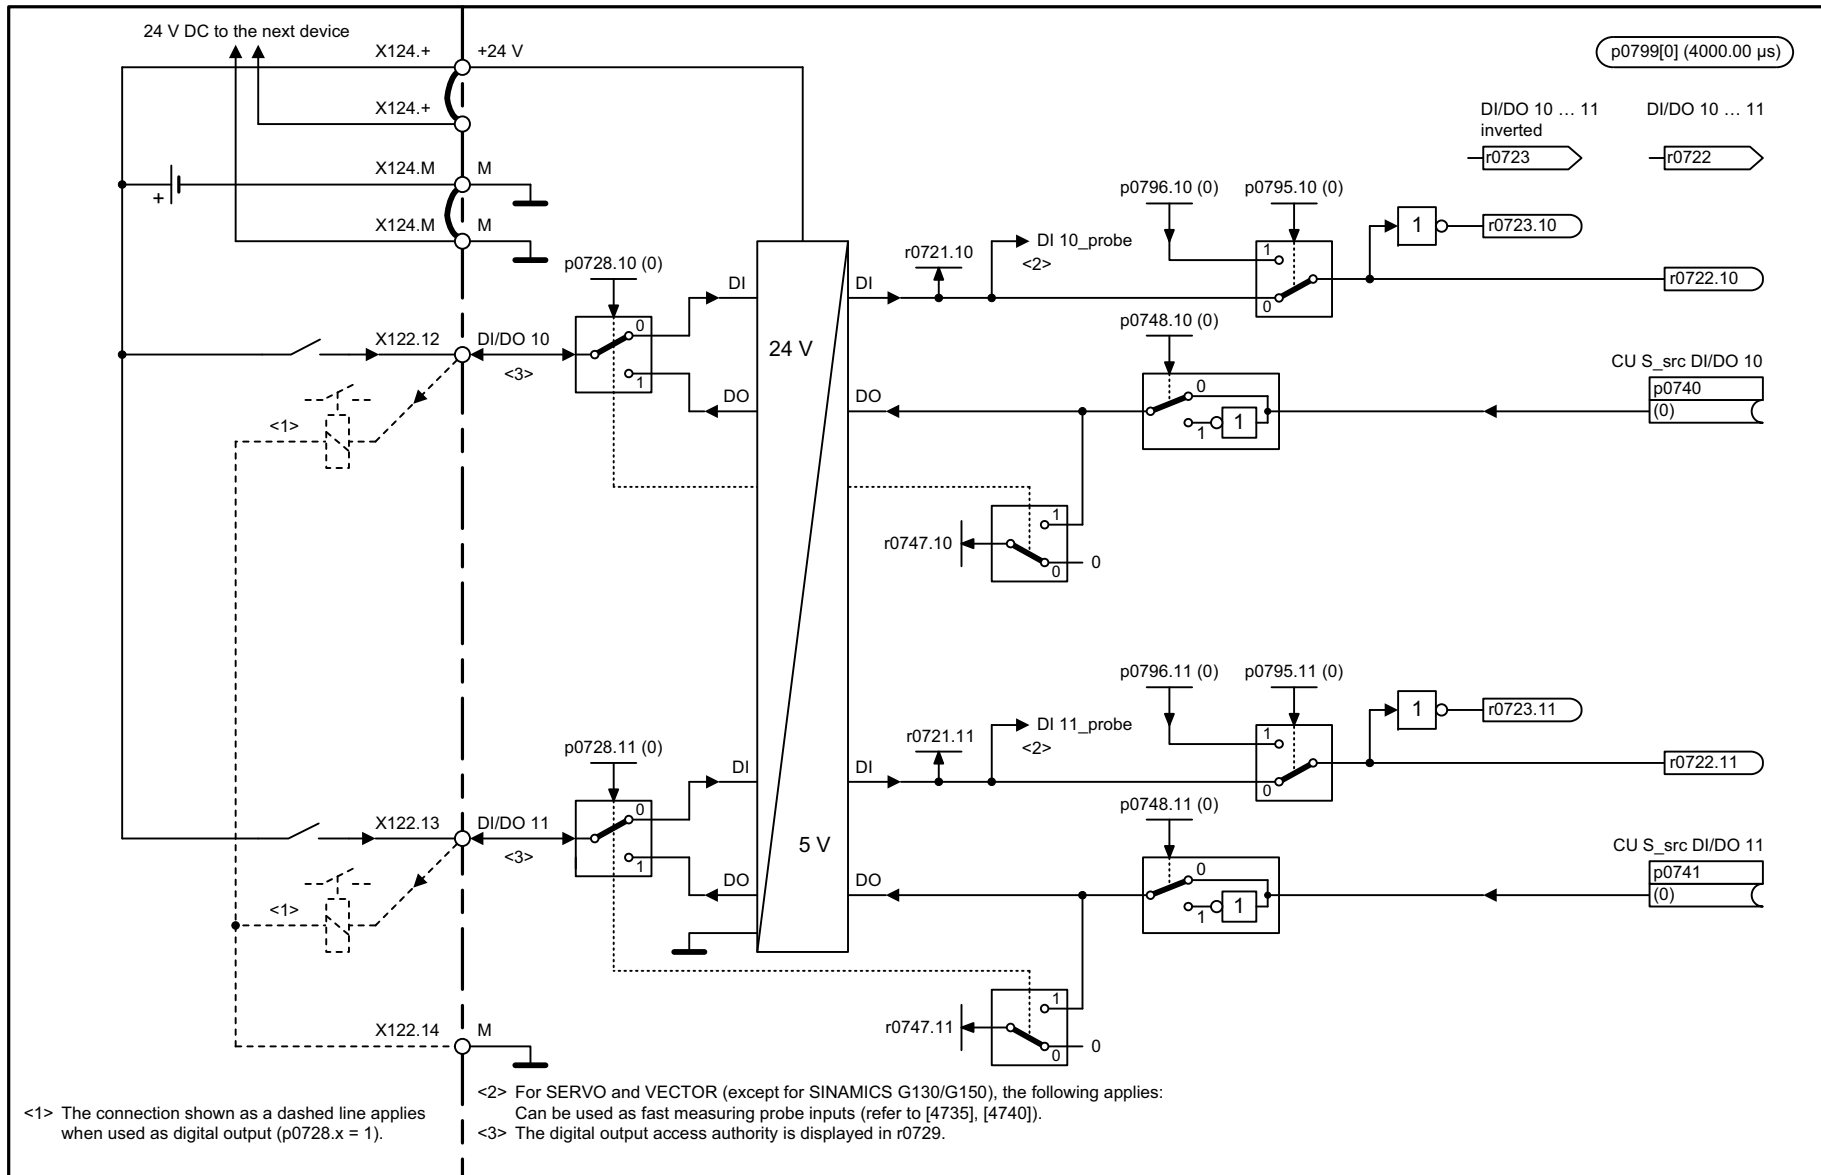 24 V DC to the next device
X124.+
+24 V
p0799[0] (4000.00 µs)
X124.+
DI/DO 10 … 11
inverted
DI/DO 10 … 11
r0723
r0722
X124.M
M
+
X124.M
M
p0796.10 (0)
p0795.10 (0)
1
r0723.10
DI 10_probe
<2>
r0721.10
1
0
r0722.10
p0728.10 (0)
DI
DI
p0748.10 (0)
X122.12
DI/DO 10
<3>
0
1
24 V
CU S_src DI/DO 10
p0740
(0)
DO
DO
0
1
1
<1>
r0747.10
1
0
0
p0796.11 (0)
p0795.11 (0)
1
r0723.11
DI 11_probe
<2>
r0721.11
1
0
r0722.11
p0728.11 (0)
DI
DI
p0748.11 (0)
X122.13
DI/DO 11
<3>
0
1
5 V
CU S_src DI/DO 11
p0741
(0)
DO
DO
0
1
1
<1>
r0747.11
1
0
0
X122.14
M
<1> The connection shown as a dashed line applies
when used as digital output (p0728.x = 1).
<2> For SERVO and VECTOR (except for SINAMICS G130/G150), the following applies:
Can be used as fast measuring probe inputs (refer to [4735], [4740]).
<3> The digital output access authority is displayed in r0729.